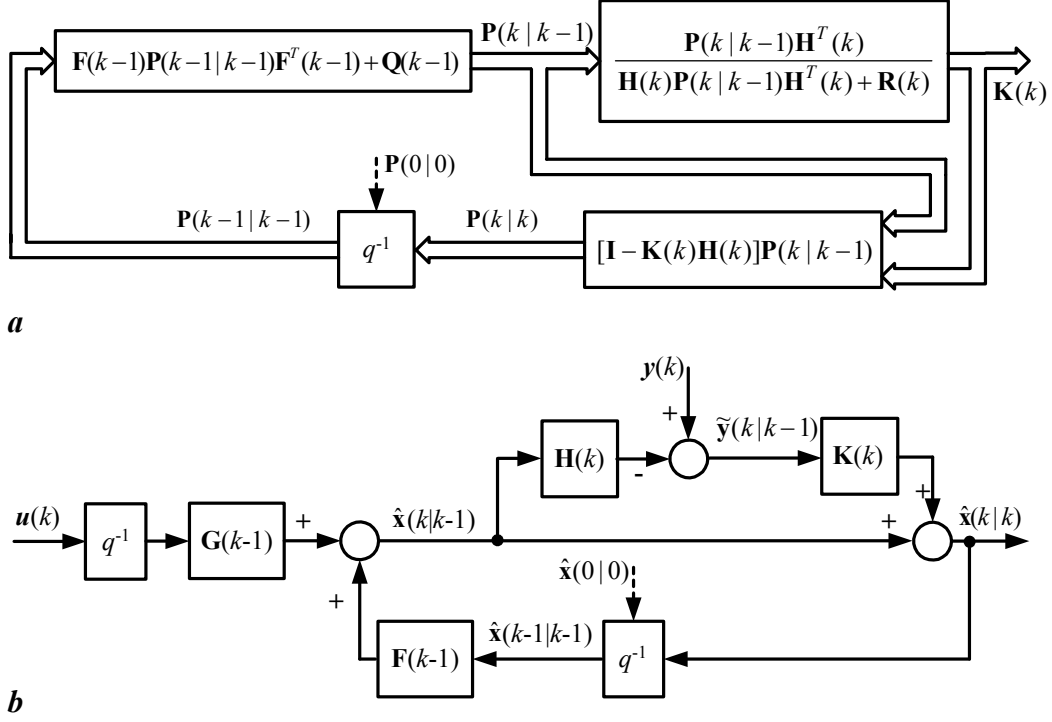 P(k | k−1)
F(k−1)P(k−1 | k−1)F^T(k−1)+Q(k−1)
P(k | k−1)H^T(k)
H(k)P(k | k−1)H^T(k)+R(k)
K(k)
P(0 | 0)
P(k−1 | k−1)
q^-1
P(k | k)
[I−K(k)H(k)]P(k | k−1)
a
y(k)
+
ỹ(k|k−1)
H(k)
-
K(k)
+
u(k)
q^-1
G(k-1)
+
x̂(k|k-1)
+
x̂(k | k)
x̂(0 | 0)
+
F(k-1)
x̂(k-1|k-1)
q^-1
b